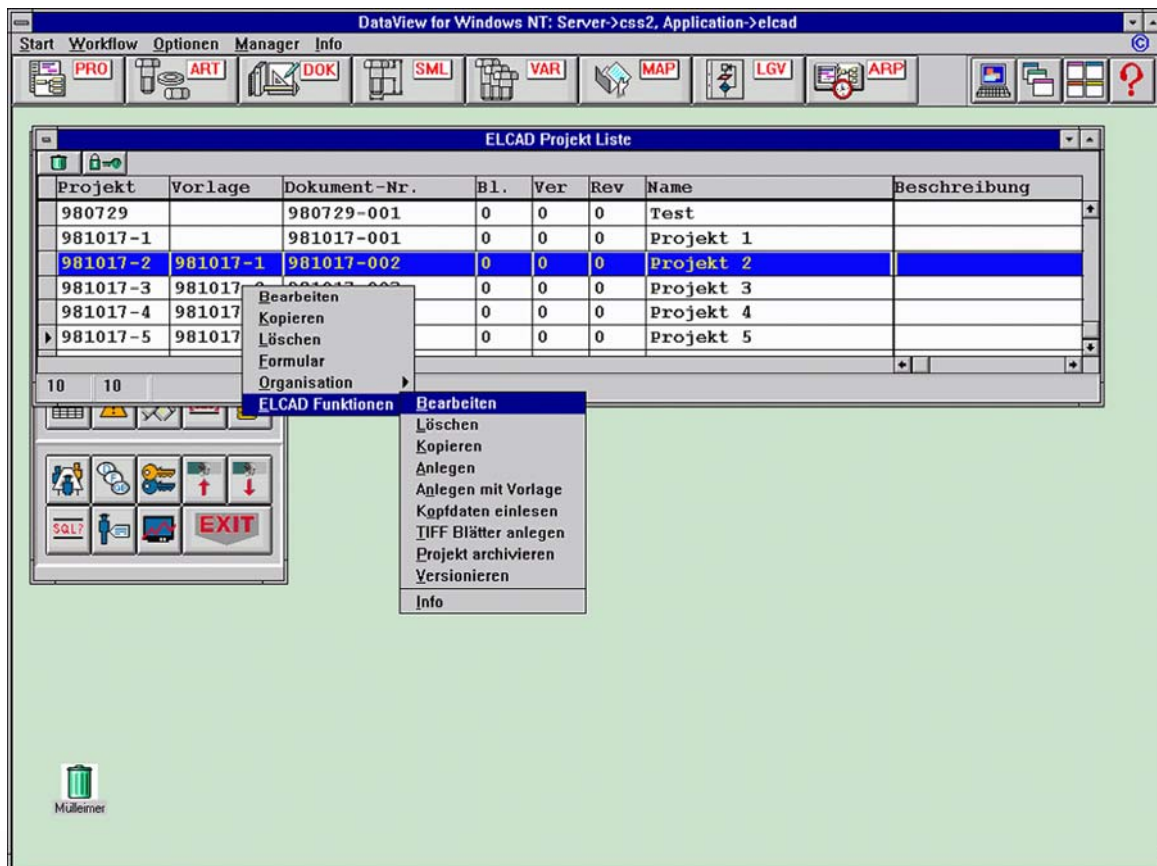 DataView for Windows NT: Server->css2, Application->elcad
Start Workflow Optionen Manager Info ©
PRO ART DOK SML VAR MAP LGV ARP ?
ELCAD Projekt Liste
Projekt Vorlage Dokument-Nr. Bl. Ver Rev Name Beschreibung
980729 980729-001 0 0 0 Test
981017-1 981017-001 0 0 0 Projekt 1
981017-2 981017-1 981017-002 0 0 0 Projekt 2
981017-3 981017 0 0 0 Projekt 3
981017-4 981017 0 0 0 Projekt 4
981017-5 981017 0 0 0 Projekt 5
10 10
Bearbeiten
Kopieren
Löschen
Formular
Organisation
ELCAD Funktionen
Bearbeiten
Löschen
Kopieren
Anlegen
Anlegen mit Vorlage
Kopfdaten einlesen
TIFF Blätter anlegen
Projekt archivieren
Versionieren
Info
SQL? EXIT
Mülleimer